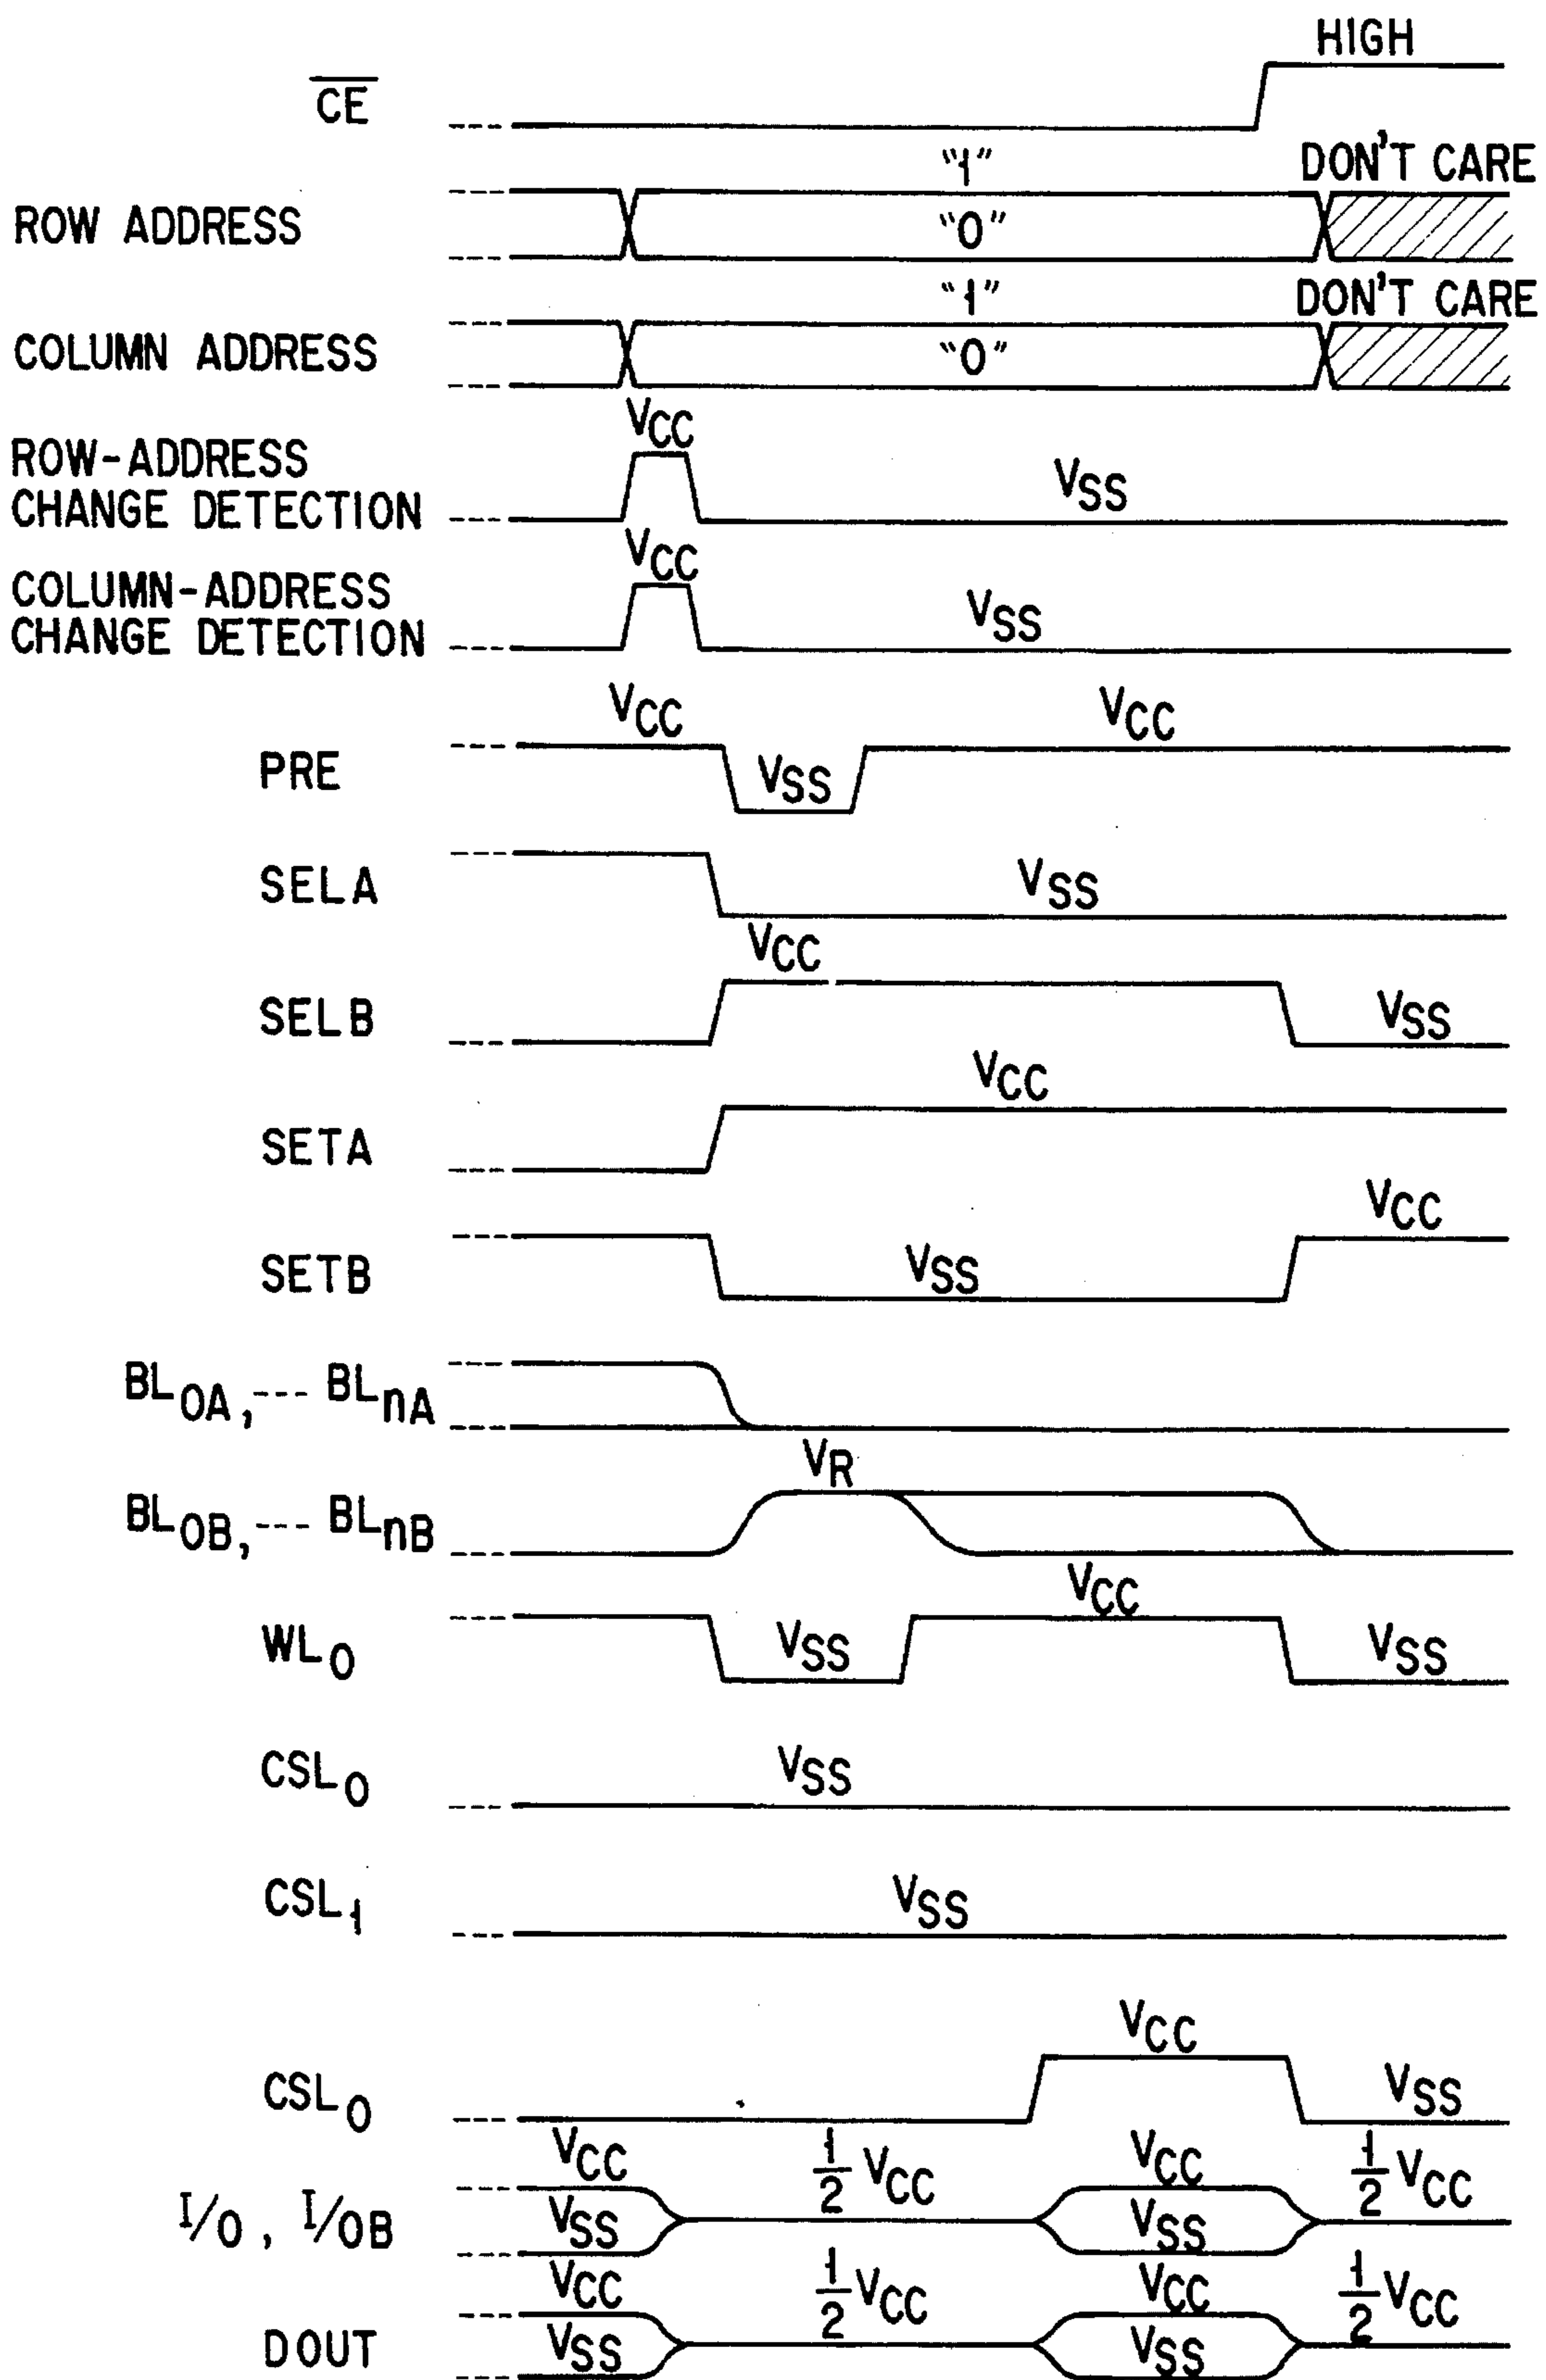 HIGH
CE
"1" DON'T CARE
ROW ADDRESS "0"
"1" DON'T CARE
COLUMN ADDRESS "0"
VCC
ROW-ADDRESS
CHANGE DETECTION VSS
VCC
COLUMN-ADDRESS
CHANGE DETECTION VSS
VCC VCC
PRE VSS
SELA VSS
VCC
SELB VSS
VCC
SETA
VCC
SETB VSS
BL0A, --- BLnA
VR
BL0B, --- BLnB
VCC
WL0 VSS VSS
CSL0 VSS
CSL1 VSS
VCC
CSL0 VSS
VCC 1/2 VCC VCC 1/2 VCC
I/O, I/OB VSS VSS
VCC 1/2 VCC VCC 1/2 VCC
DOUT VSS VSS